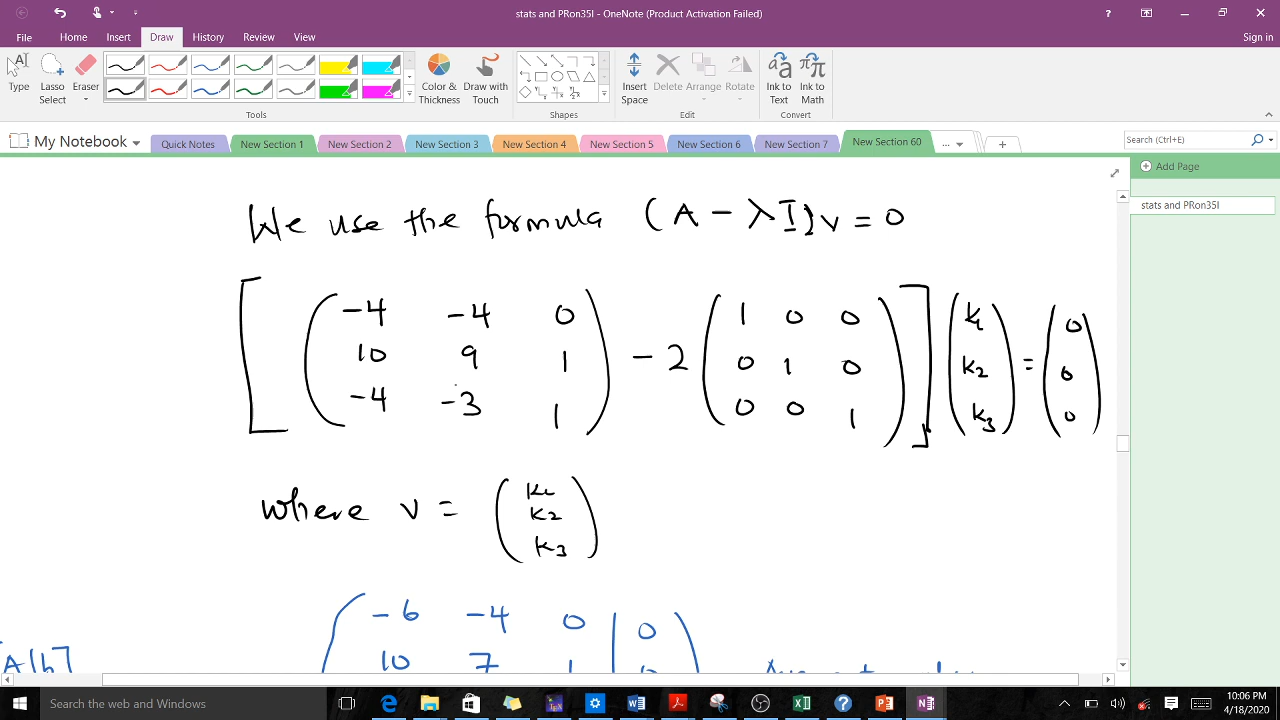 stats and PRon35l - OneNote (Product Activation Failed)
File Home Insert Draw History Review View Sign in
Type Lasso Select Eraser Color & Thickness Draw with Touch Insert Space Delete Arrange Rotate Ink to Text Ink to Math
Tools Shapes Edit Convert
My Notebook Quick Notes New Section 1 New Section 2 New Section 3 New Section 4 New Section 5 New Section 6 New Section 7 New Section 60 ... Search (Ctrl+E)
Add Page
stats and PRon35l
We use the formula (A - λI)v = 0
-4 -4 0 1 0 0 k1 0
10 9 1 - 2 0 1 0 k2 = 0
-4 -3 1 0 0 1 k3 0
where v = k1
k2
k3
-6 -4 0 | 0
[A|b] 10 7 1
Search the web and Windows
10:06 PM
4/18/2020